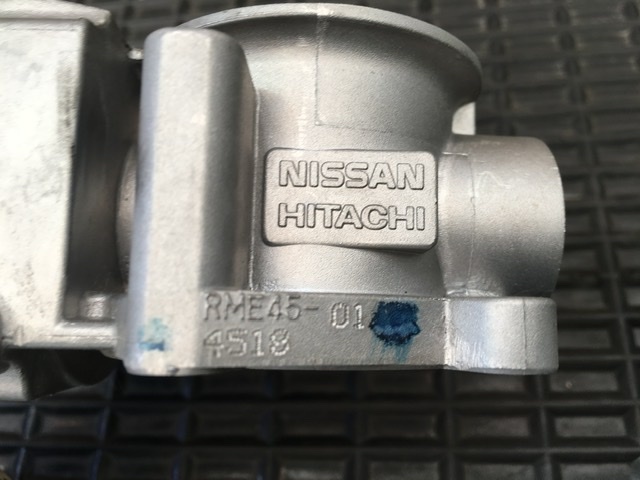 NISSAN
HITACHI
RME45-01
4518